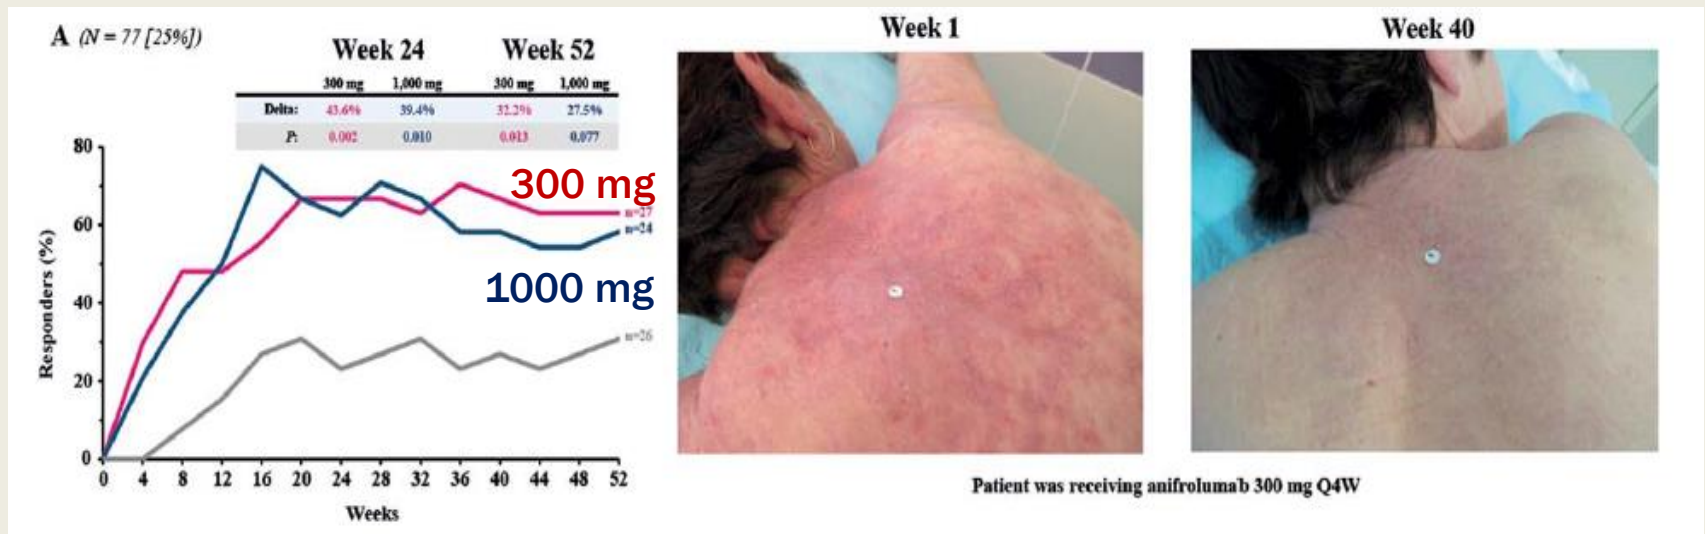 A (N = 77 [25%])
Week 24 Week 52
300 mg 1,000 mg 300 mg 1,000 mg
Delta: 43.6% 39.4% 32.2% 27.5%
P: 0.002 0.010 0.013 0.077
80
60
40
20
0
Responders (%)
300 mg
n=27
n=24
1000 mg
n=26
0 4 8 12 16 20 24 28 32 36 40 44 48 52
Weeks
Week 1
Week 40
Patient was receiving anifrolumab 300 mg Q4W